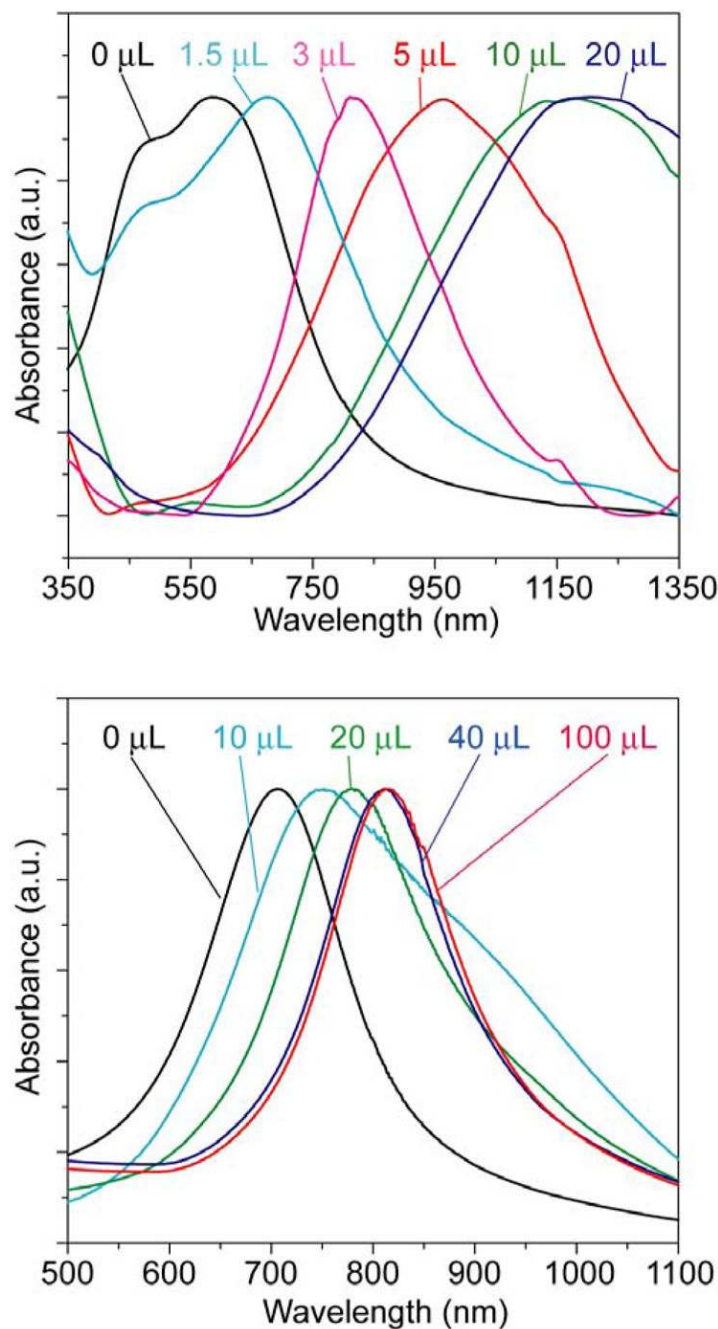 0 μL 1.5 μL 3 μL 5 μL 10 μL 20 μL
Absorbance (a.u.)
350 550 750 950 1150 1350
Wavelength (nm)
0 μL 10 μL 20 μL 40 μL 100 μL
Absorbance (a.u.)
500 600 700 800 900 1000 1100
Wavelength (nm)